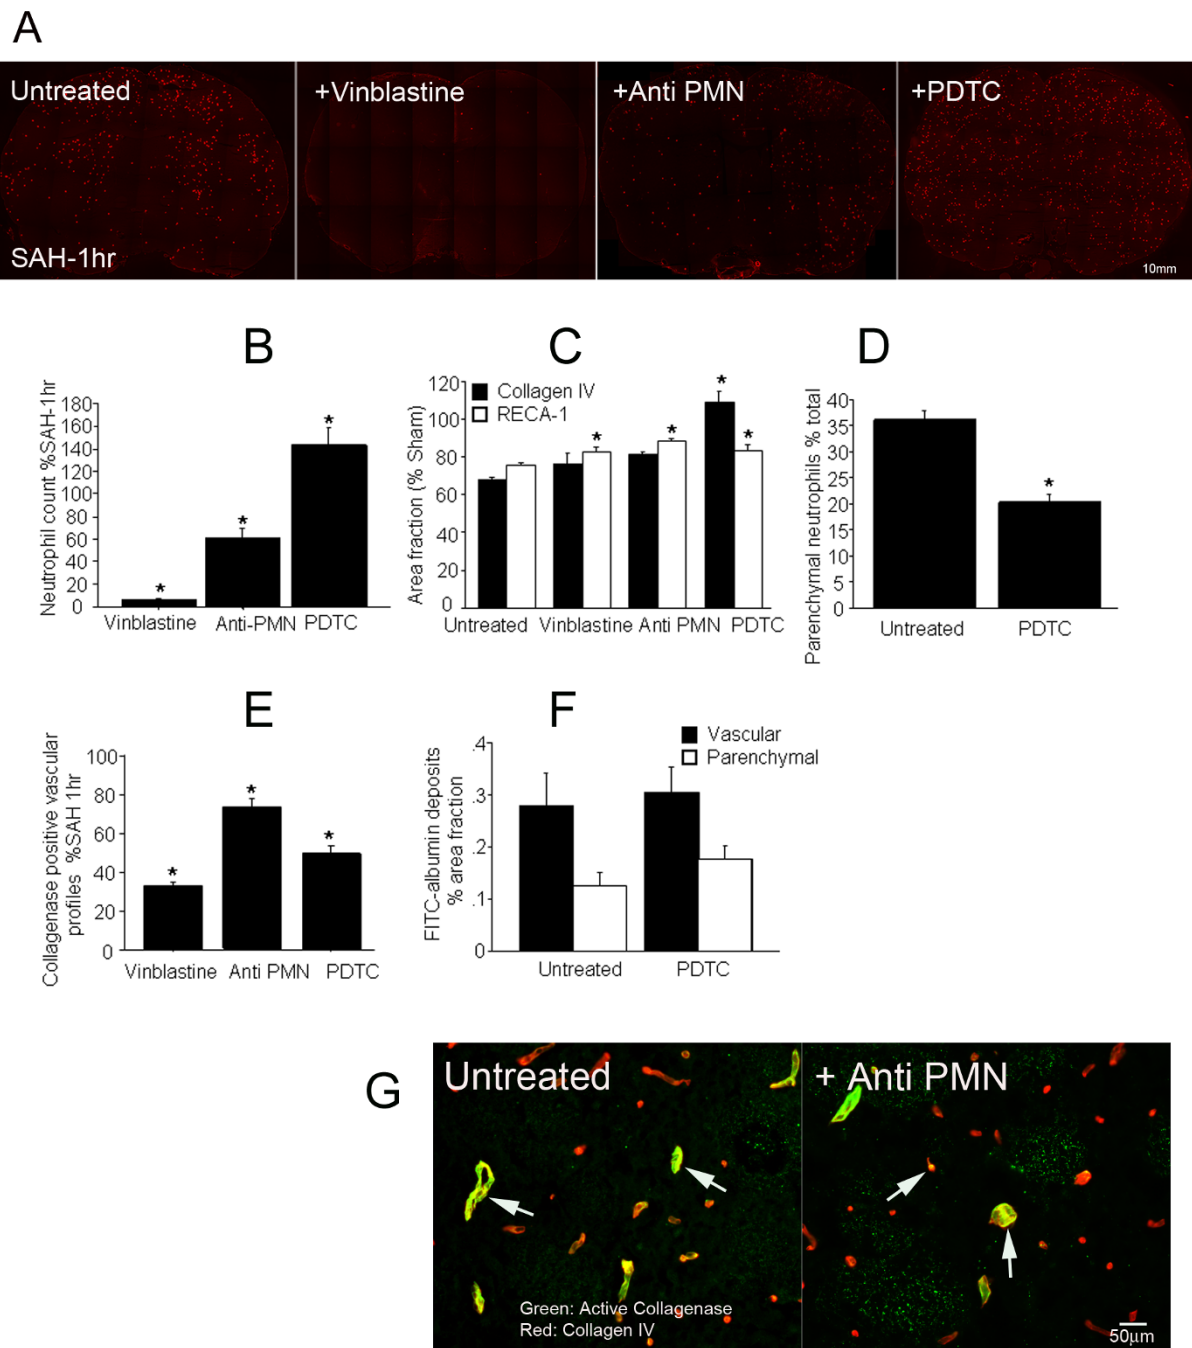 A
Untreated
+Vinblastine
+Anti PMN
+PDTC
SAH-1hr
10mm
B
Neutrophil count %SAH-1hr
180
160
140
120
100
80
60
40
20
0
Vinblastine
Anti-PMN
PDTC
C
Area fraction (% Sham)
120
100
80
60
40
20
0
Collagen IV
RECA-1
Untreated
Vinblastine
Anti PMN
PDTC
D
Parenchymal neutrophils % total
40
35
30
25
20
15
10
5
0
Untreated
PDTC
E
Collagenase positive vascular
profiles %SAH 1hr
100
80
60
40
20
0
Vinblastine
Anti PMN
PDTC
F
FITC-albumin deposits
% area fraction
.4
.3
.2
.1
0
Vascular
Parenchymal
Untreated
PDTC
G
Untreated
+ Anti PMN
Green: Active Collagenase
Red: Collagen IV
50µm